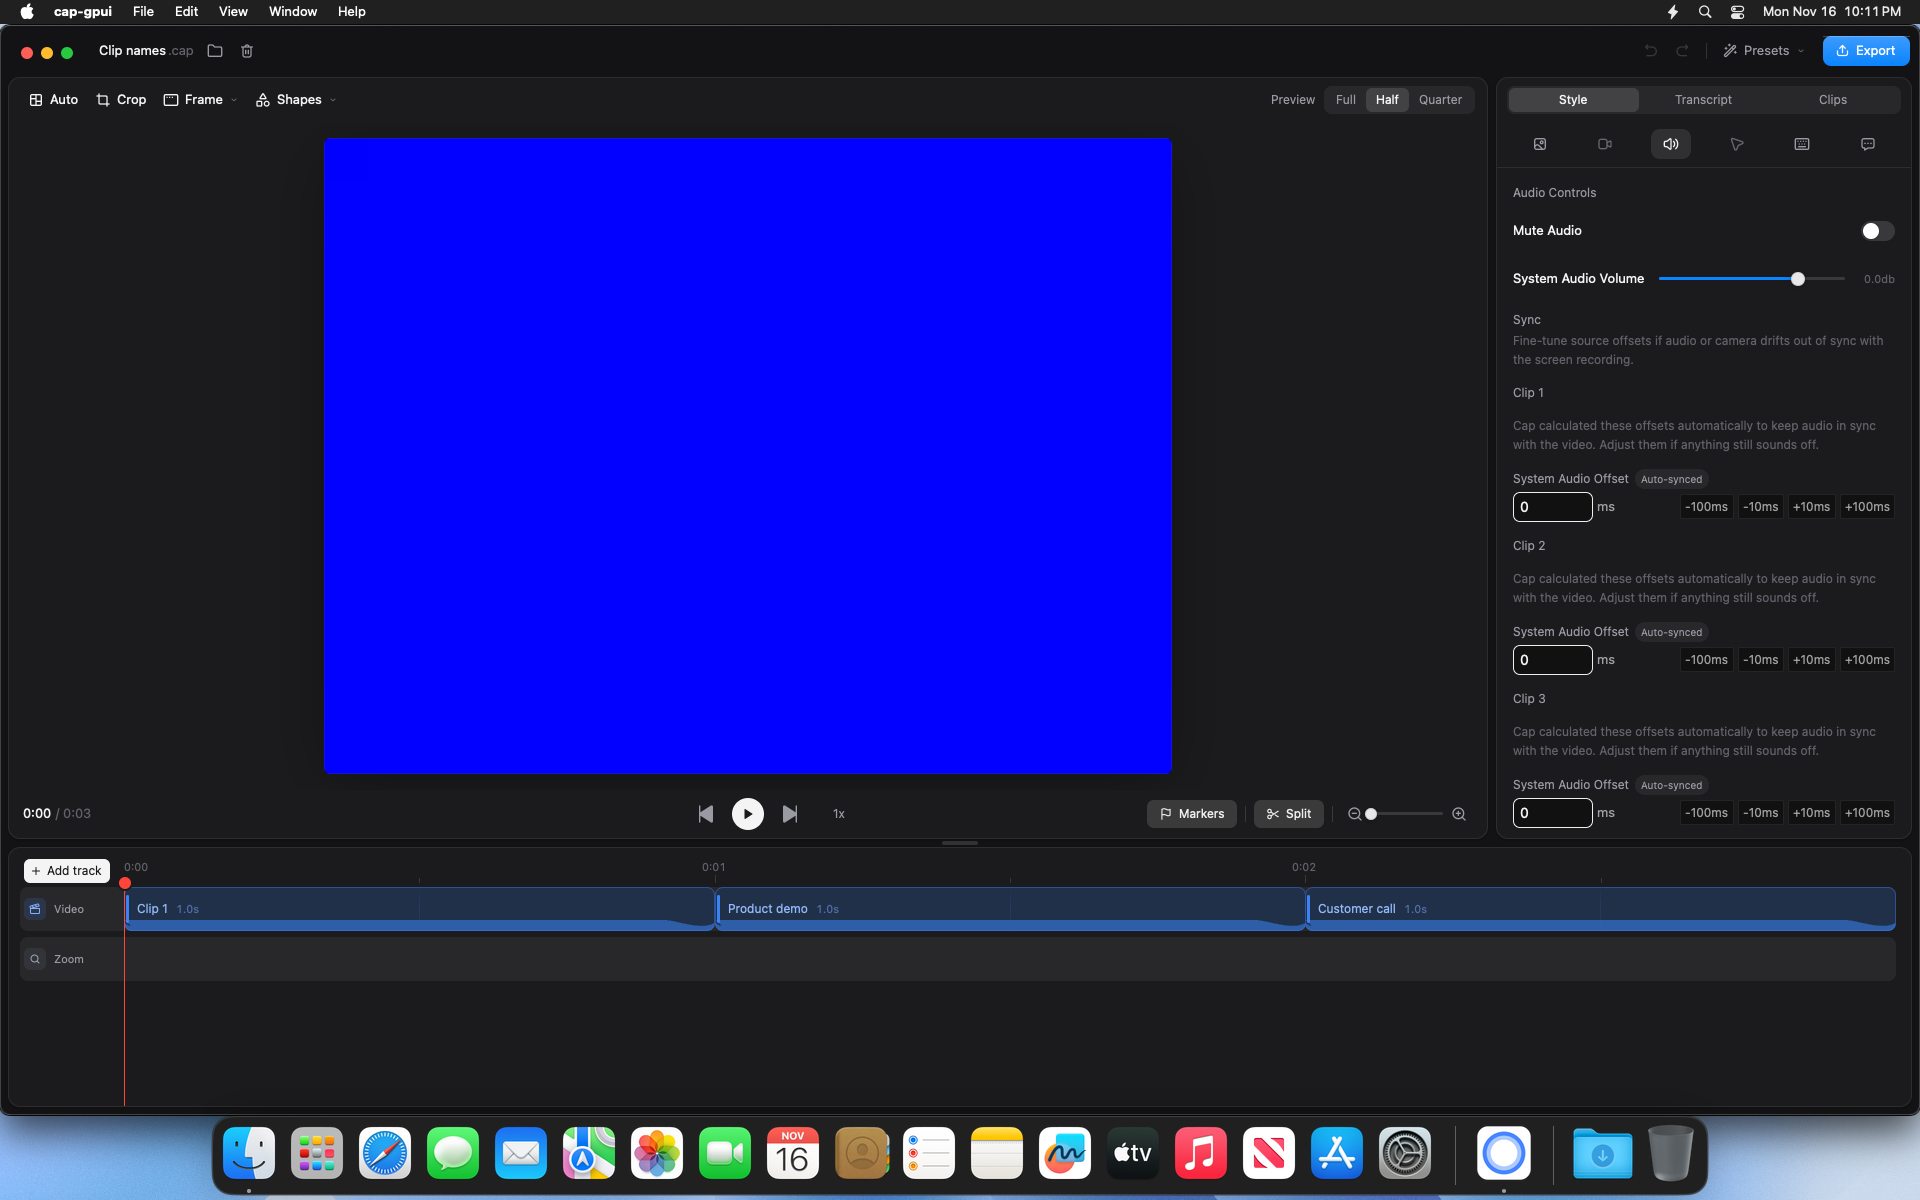 cap-gpui File Edit View Window Help Mon Nov 16 10:11 PM
Clip names.cap Presets Export
Auto Crop Frame Shapes Preview Full Half Quarter
Style Transcript Clips
Audio Controls
Mute Audio
System Audio Volume 0.0db
Sync
Fine-tune source offsets if audio or camera drifts out of sync with
the screen recording.
Clip 1
Cap calculated these offsets automatically to keep audio in sync
with the video. Adjust them if anything still sounds off.
System Audio Offset Auto-synced
0 ms -100ms -10ms +10ms +100ms
Clip 2
Cap calculated these offsets automatically to keep audio in sync
with the video. Adjust them if anything still sounds off.
System Audio Offset Auto-synced
0 ms -100ms -10ms +10ms +100ms
Clip 3
Cap calculated these offsets automatically to keep audio in sync
with the video. Adjust them if anything still sounds off.
System Audio Offset Auto-synced
0 ms -100ms -10ms +10ms +100ms
0:00 / 0:03 1x Markers Split
+ Add track 0:00 0:01 0:02
Video Clip 1 1.0s Product demo 1.0s Customer call 1.0s
Zoom
NOV
16
tv